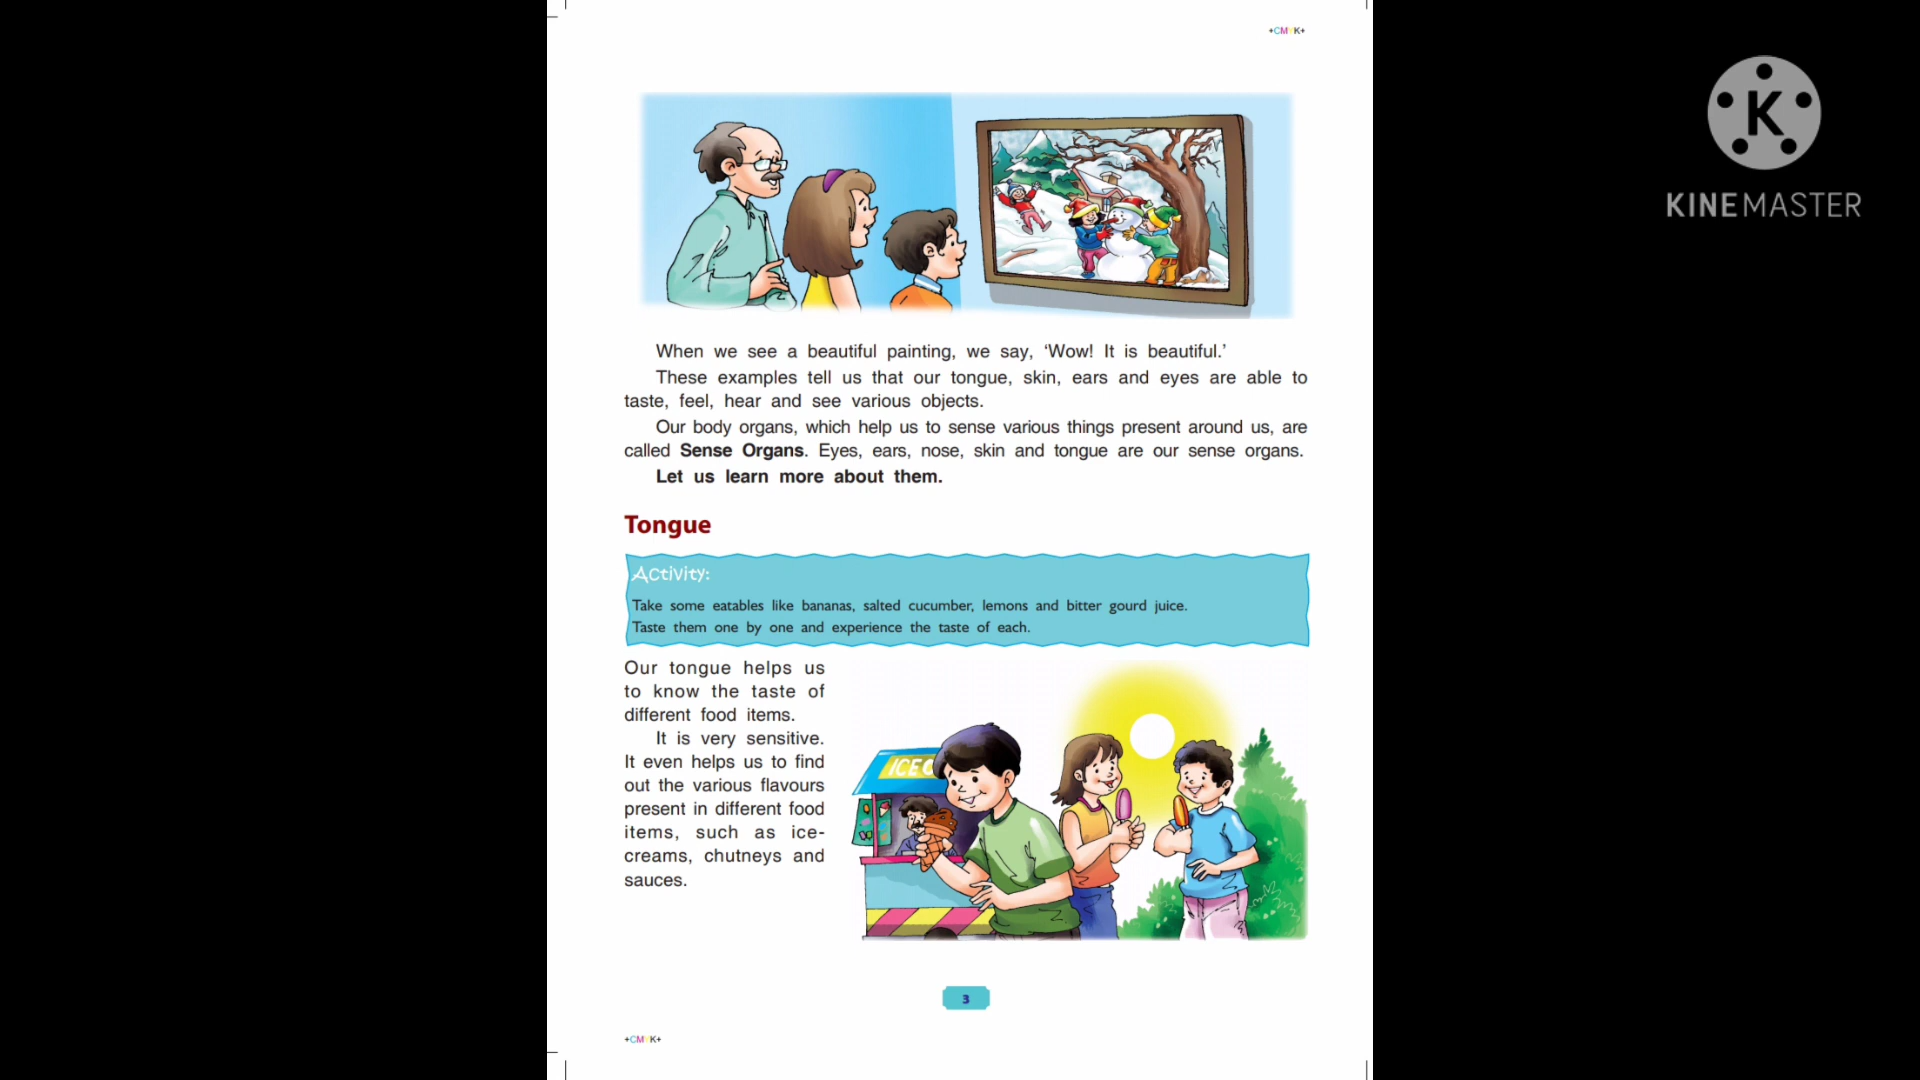 +CMYK+
KINEMASTER
When we see a beautiful painting, we say, ‘Wow! It is beautiful.’
These examples tell us that our tongue, skin, ears and eyes are able to
taste, feel, hear and see various objects.
Our body organs, which help us to sense various things present around us, are
called Sense Organs. Eyes, ears, nose, skin and tongue are our sense organs.
Let us learn more about them.
Tongue
Activity:
Take some eatables like bananas, salted cucumber, lemons and bitter gourd juice.
Taste them one by one and experience the taste of each.
Our tongue helps us
to know the taste of
different food items.
It is very sensitive.
It even helps us to find
out the various flavours
present in different food
items, such as ice-
creams, chutneys and
sauces.
ICE C
3
+CMYK+